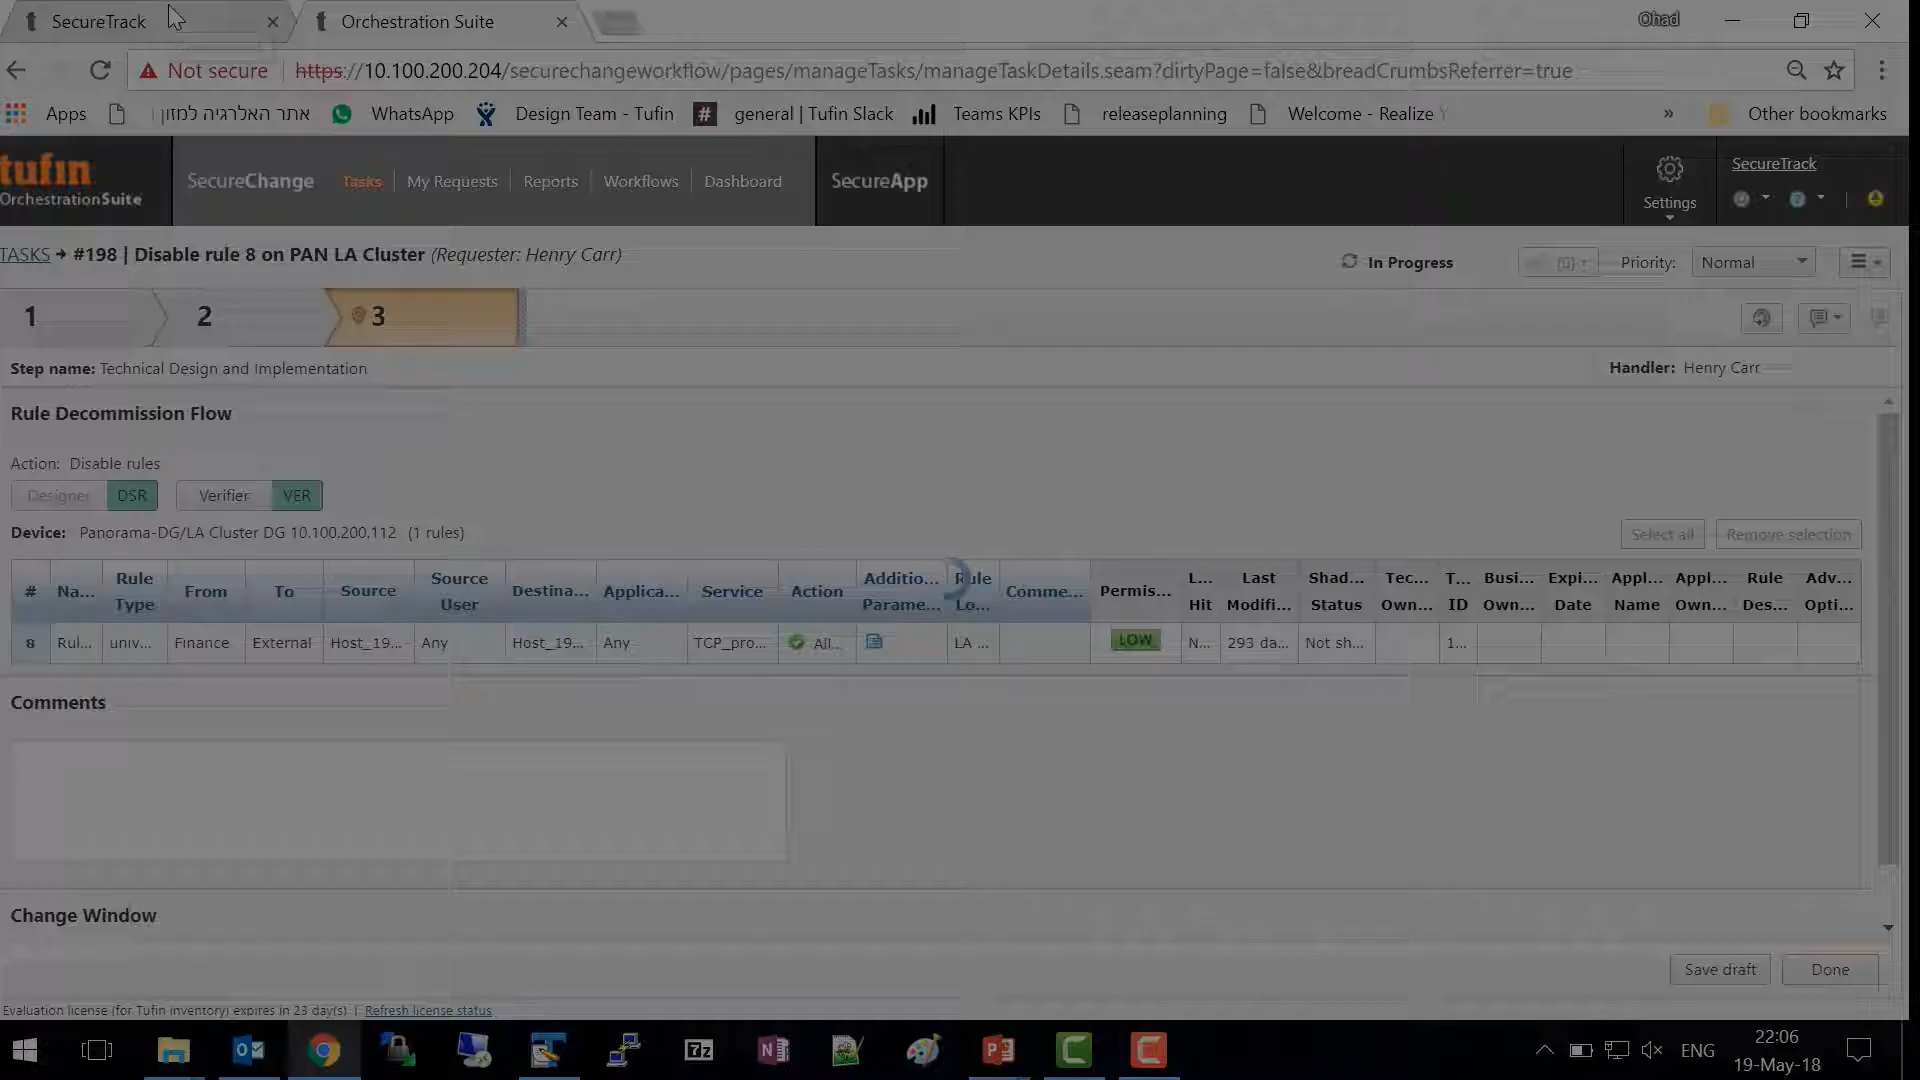 SecureTrack
Orchestration Suite
Ohad
Not secure https://10.100.200.204/securechangeworkflow/pages/manageTasks/manageTaskDetails.seam?dirtyPage=false&breadCrumbsReferrer=true
Apps אתר האלרגיה למזון WhatsApp Design Team - Tufin # general | Tufin Slack Teams KPIs releaseplanning Welcome - Realize » Other bookmarks
tufin
OrchestrationSuite
SecureChange Tasks My Requests Reports Workflows Dashboard SecureApp
Settings
SecureTrack
TASKS → #198 | Disable rule 8 on PAN LA Cluster (Requester: Henry Carr)
In Progress Priority: Normal
1 2 3
Step name: Technical Design and Implementation
Handler: Henry Carr
Rule Decommission Flow
Action: Disable rules
Designer DSR Verifier VER
Device: Panorama-DG/LA Cluster DG 10.100.200.112 (1 rules)
Select all Remove selection
# Na... Rule Type From To Source Source User Destina... Applica... Service Action Additio... Parame... Rule Lo... Comme... Permis... L... Hit Last Modifi... Shad... Status Tec... Own... T... ID Busi... Own... Expi... Date Appl... Name Appl... Own... Rule Des... Adv... Opti...
8 Rul... univ... Finance External Host_19... Any Host_19... Any TCP_pro... All... LA ... LOW N... 293 da... Not sh... 1...
Comments
Change Window
Save draft Done
Evaluation license (for Tufin inventory) expires in 23 day(s) | Refresh license status
22:06
ENG
19-May-18